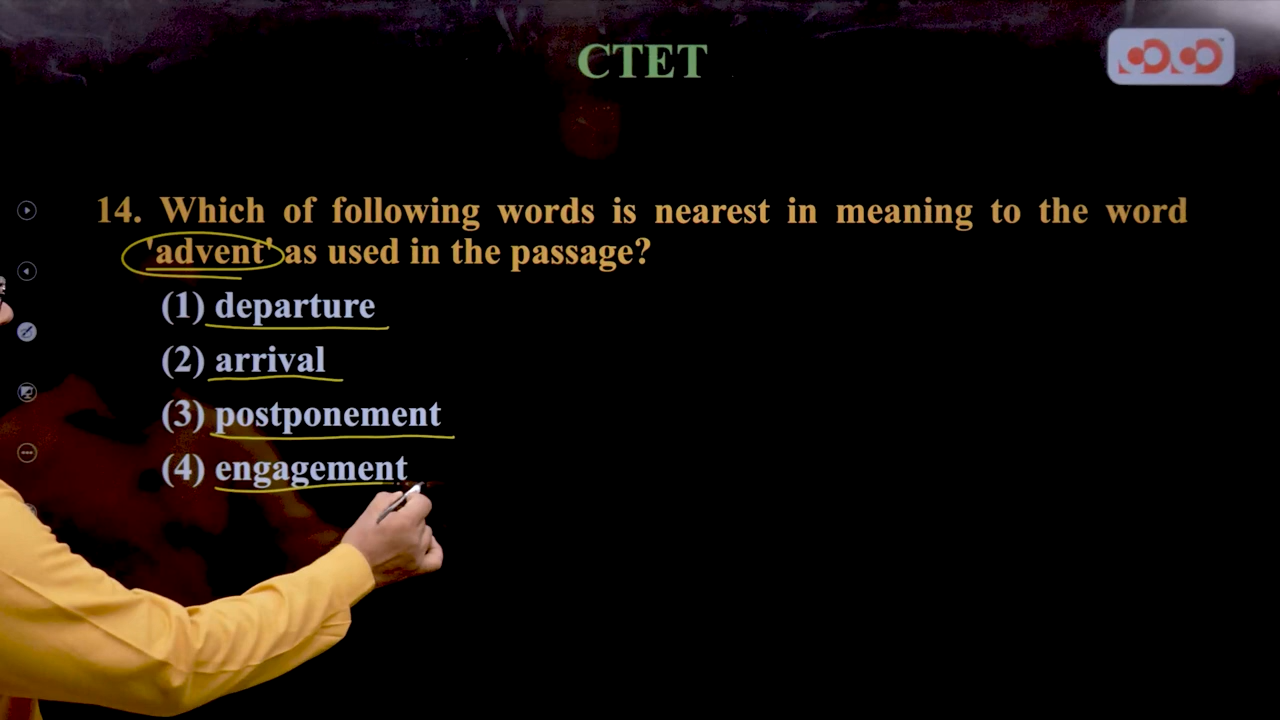 CTET
14. Which of following words is nearest in meaning to the word
'advent' as used in the passage?
(1) departure
(2) arrival
(3) postponement
(4) engagement